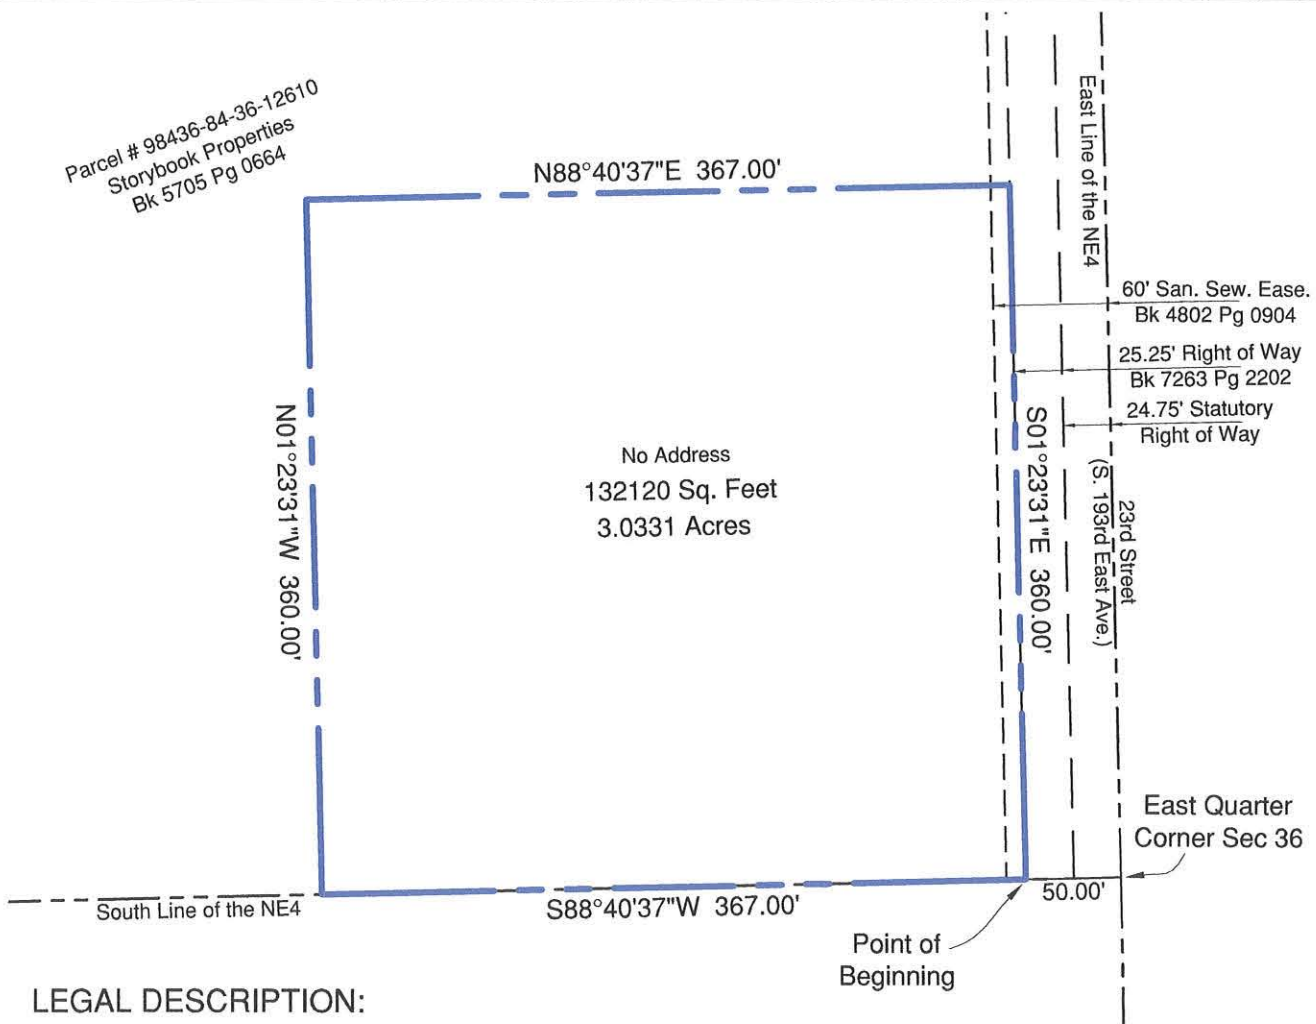 Parcel # 98436-84-36-12610
Storybook Properties
Bk 5705 Pg 0664
N88°40'37"E 367.00'
East Line of the NE4
60' San. Sew. Ease.
Bk 4802 Pg 0904
25.25' Right of Way
Bk 7263 Pg 2202
24.75' Statutory
Right of Way
N01°23'31"W 360.00'
No Address
132120 Sq. Feet
3.0331 Acres
S01°23'31"E 360.00'
23rd Street
(S. 193rd East Ave.)
East Quarter
Corner Sec 36
South Line of the NE4
S88°40'37"W 367.00'
50.00'
Point of
Beginning
LEGAL DESCRIPTION: